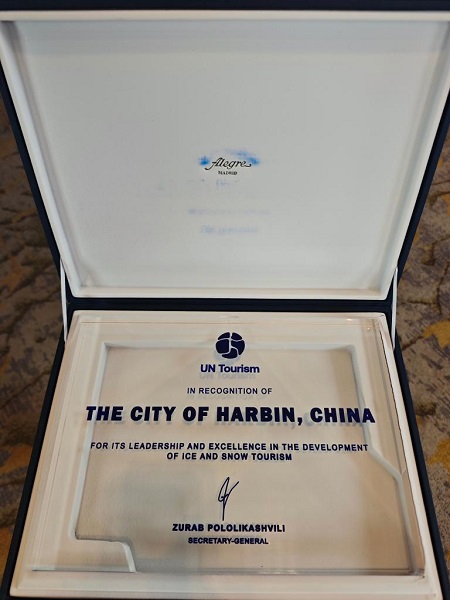 Alegre
MADRID
UN Tourism
IN RECOGNITION OF
THE CITY OF HARBIN, CHINA
FOR ITS LEADERSHIP AND EXCELLENCE IN THE DEVELOPMENT
OF ICE AND SNOW TOURISM
ZURAB POLOLIKASHVILI
SECRETARY-GENERAL